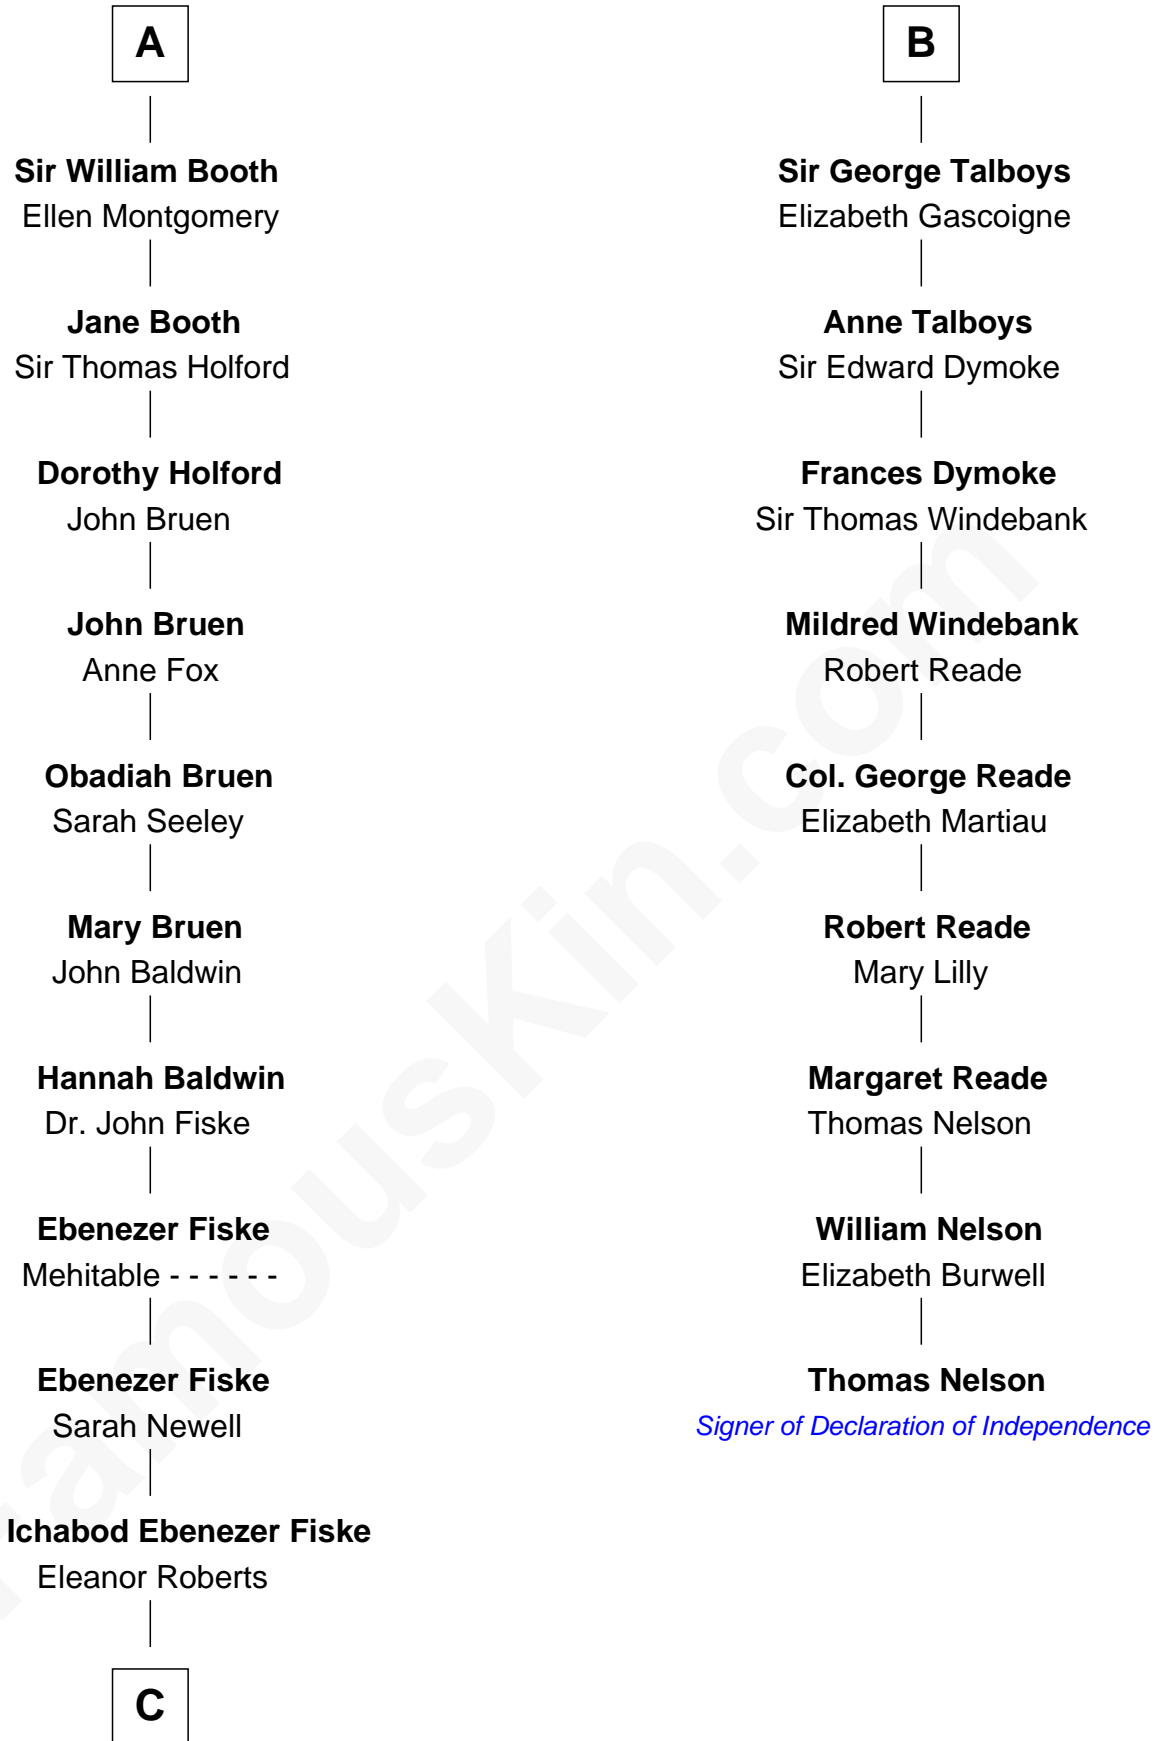 A
Sir William Booth
Ellen Montgomery
Jane Booth
Sir Thomas Holford
Dorothy Holford
John Bruen
John Bruen
Anne Fox
Obadiah Bruen
Sarah Seeley
Mary Bruen
John Baldwin
Hannah Baldwin
Dr. John Fiske
Ebenezer Fiske
Mehitable - - - - - -
Ebenezer Fiske
Sarah Newell
Ichabod Ebenezer Fiske
Eleanor Roberts
C
B
Sir George Talboys
Elizabeth Gascoigne
Anne Talboys
Sir Edward Dymoke
Frances Dymoke
Sir Thomas Windebank
Mildred Windebank
Robert Reade
Col. George Reade
Elizabeth Martiau
Robert Reade
Mary Lilly
Margaret Reade
Thomas Nelson
William Nelson
Elizabeth Burwell
Thomas Nelson
Signer of Declaration of Independence
FamousKin.com